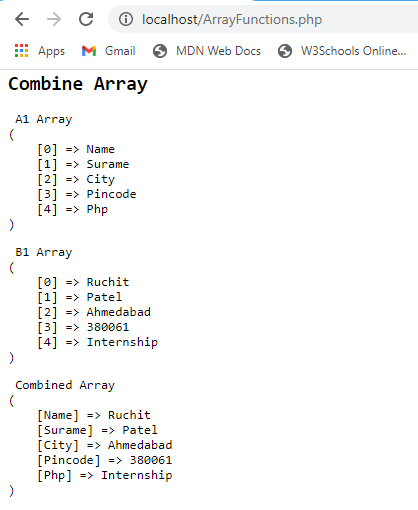 localhost/ArrayFunctions.php
Apps Gmail MDN Web Docs W3Schools Online...
Combine Array
A1 Array
(
[0] => Name
[1] => Surame
[2] => City
[3] => Pincode
[4] => Php
)
B1 Array
(
[0] => Ruchit
[1] => Patel
[2] => Ahmedabad
[3] => 380061
[4] => Internship
)
Combined Array
(
[Name] => Ruchit
[Surame] => Patel
[City] => Ahmedabad
[Pincode] => 380061
[Php] => Internship
)